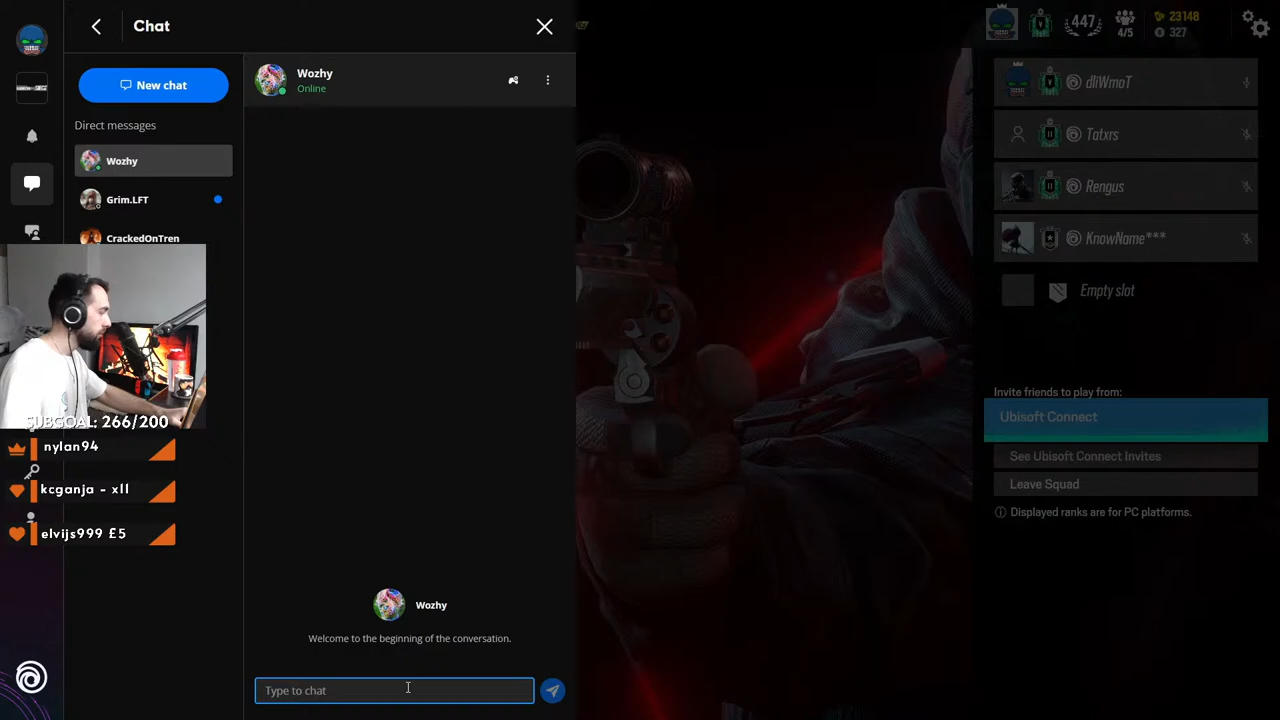 Chat
447
4/5
23148
327
New chat
Direct messages
Wozhy
Grim.LFT
CrackedOnTren
Wozhy
Online
dliWmoT
Tatxrs
Rengus
KnowName***
Empty slot
Invite friends to play from:
Ubisoft Connect
See Ubisoft Connect Invites
Leave Squad
Displayed ranks are for PC platforms.
SUBGOAL: 266/200
nylan94
kcganja - x11
elvijs999 £5
Wozhy
Welcome to the beginning of the conversation.
Type to chat